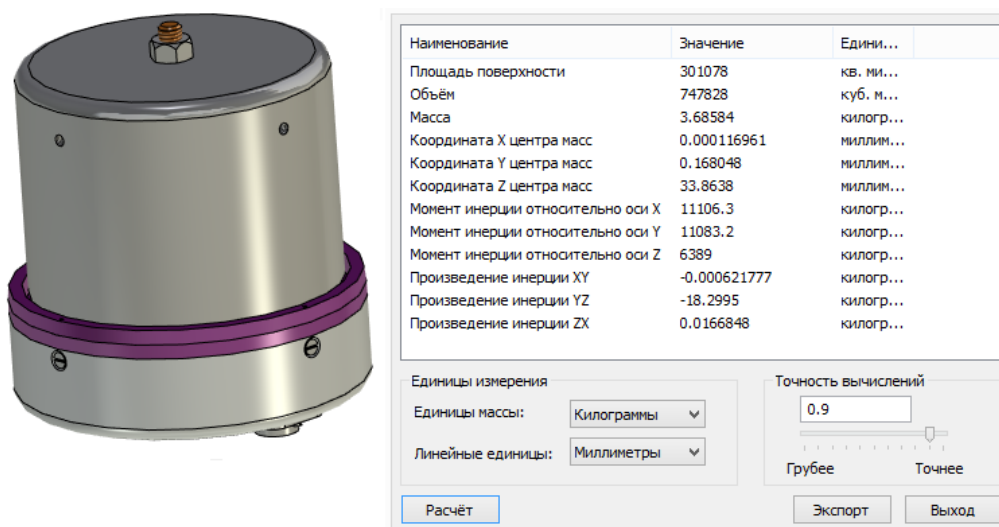 Наименование Значение Едини...
Площадь поверхности 301078 кв. ми...
Объём 747828 куб. м...
Масса 3.68584 килогр...
Координата X центра масс 0.000116961 миллим...
Координата Y центра масс 0.168048 миллим...
Координата Z центра масс 33.8638 миллим...
Момент инерции относительно оси X 11106.3 килогр...
Момент инерции относительно оси Y 11083.2 килогр...
Момент инерции относительно оси Z 6389 килогр...
Произведение инерции XY -0.000621777 килогр...
Произведение инерции YZ -18.2995 килогр...
Произведение инерции ZX 0.0166848 килогр...
Единицы измерения Точность вычислений
Единицы массы: Килограммы 0.9
Линейные единицы: Миллиметры
Грубее Точнее
Расчёт Экспорт Выход